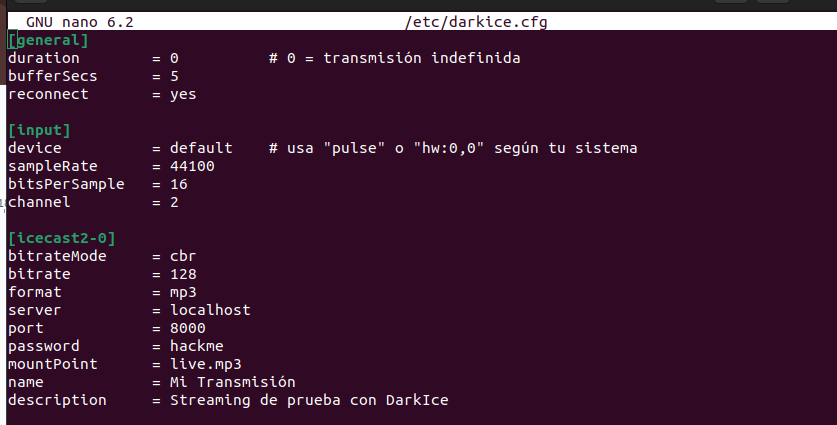 GNU nano 6.2 /etc/darkice.cfg
[general]
duration = 0 # 0 = transmisión indefinida
bufferSecs = 5
reconnect = yes
[input]
device = default # usa "pulse" o "hw:0,0" según tu sistema
sampleRate = 44100
bitsPerSample = 16
channel = 2
[icecast2-0]
bitrateMode = cbr
bitrate = 128
format = mp3
server = localhost
port = 8000
password = hackme
mountPoint = live.mp3
name = Mi Transmisión
description = Streaming de prueba con DarkIce